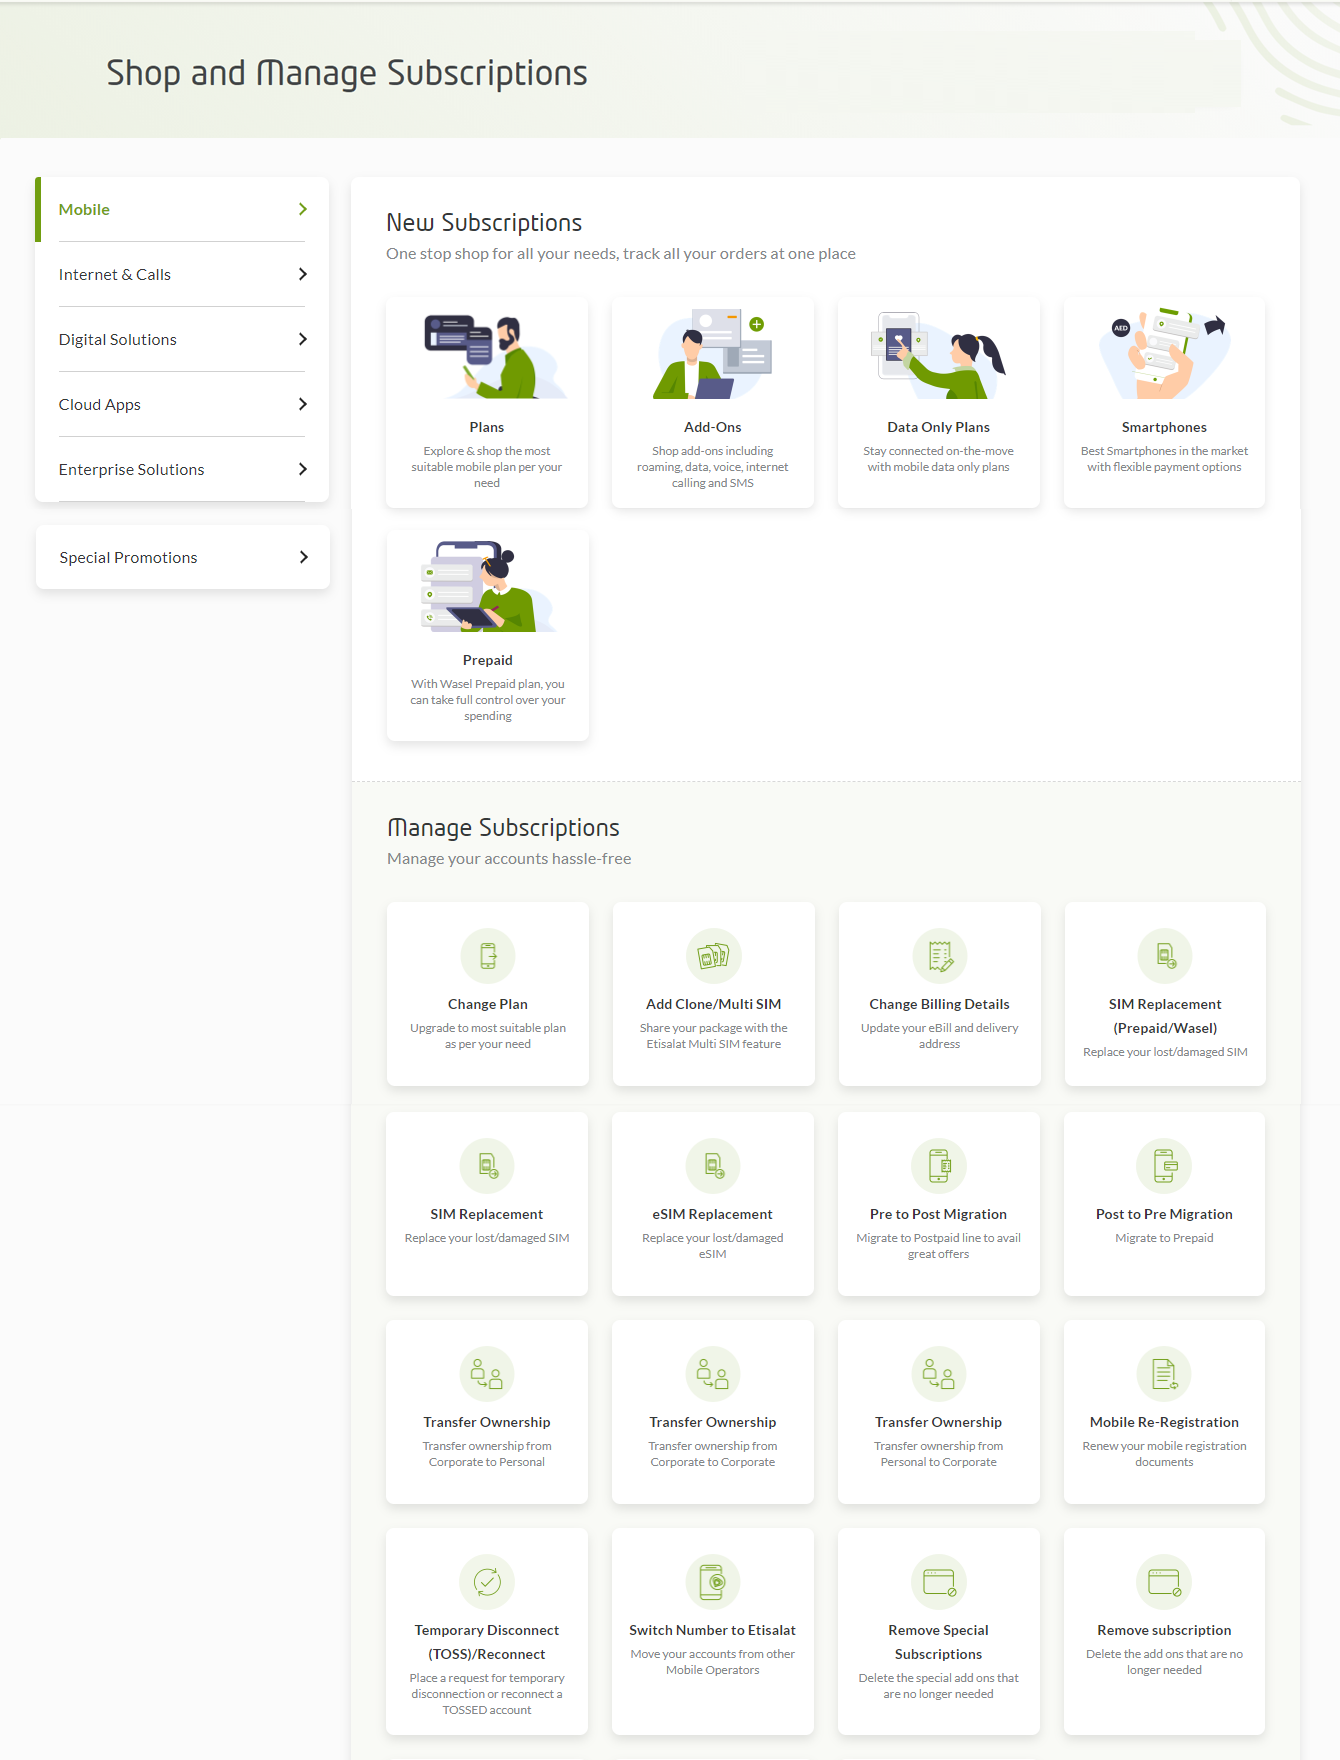 Shop and Manage Subscriptions
Mobile
Internet & Calls
Digital Solutions
Cloud Apps
Enterprise Solutions
Special Promotions
New Subscriptions
One stop shop for all your needs, track all your orders at one place
Plans
Explore & shop the most
suitable mobile plan per your
need
Add-Ons
Shop add-ons including
roaming, data, voice, internet
calling and SMS
Data Only Plans
Stay connected on-the-move
with mobile data only plans
AED
Smartphones
Best Smartphones in the market
with flexible payment options
Prepaid
With Wasel Prepaid plan, you
can take full control over your
spending
Manage Subscriptions
Manage your accounts hassle-free
Change Plan
Upgrade to most suitable plan
as per your need
Add Clone/Multi SIM
Share your package with the
Etisalat Multi SIM feature
Change Billing Details
Update your eBill and delivery
address
SIM Replacement
(Prepaid/Wasel)
Replace your lost/damaged SIM
SIM Replacement
Replace your lost/damaged SIM
eSIM Replacement
Replace your lost/damaged
eSIM
Pre to Post Migration
Migrate to Postpaid line to avail
great offers
Post to Pre Migration
Migrate to Prepaid
Transfer Ownership
Transfer ownership from
Corporate to Personal
Transfer Ownership
Transfer ownership from
Corporate to Corporate
Transfer Ownership
Transfer ownership from
Personal to Corporate
Mobile Re-Registration
Renew your mobile registration
documents
Temporary Disconnect
(TOSS)/Reconnect
Place a request for temporary
disconnection or reconnect a
TOSSED account
Switch Number to Etisalat
Move your accounts from other
Mobile Operators
Remove Special
Subscriptions
Delete the special add ons that
are no longer needed
Remove subscription
Delete the add ons that are no
longer needed